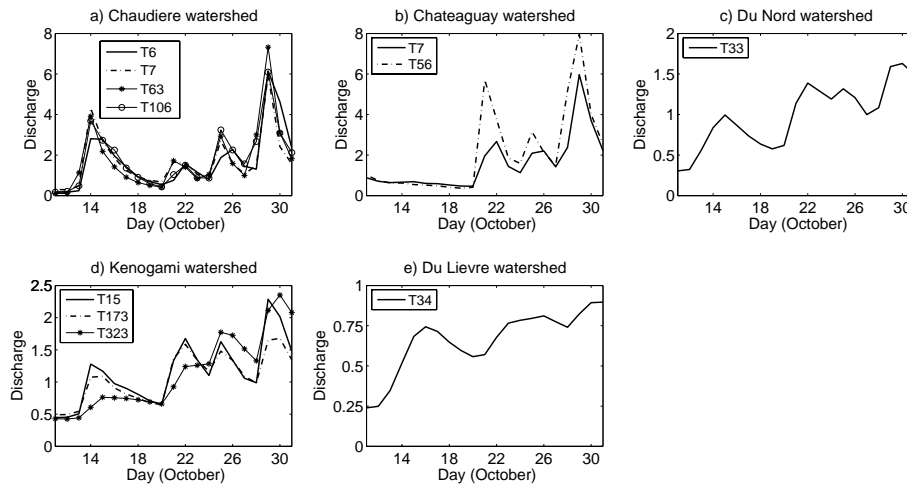 a) Chaudiere watershed
8
6
4
2
0
Discharge
T6
T7
T63
T106
14 18 22 26 30
Day (October)
b) Chateaguay watershed
8
6
4
2
0
Discharge
T7
T56
14 18 22 26 30
Day (October)
c) Du Nord watershed
2
1.5
1
0.5
0
Discharge
T33
14 18 22 26 30
Day (October)
d) Kenogami watershed
2.5
2
1.5
1
0.5
0
Discharge
T15
T173
T323
14 18 22 26 30
Day (October)
e) Du Lievre watershed
1
0.75
0.5
0.25
0
Discharge
T34
14 18 22 26 30
Day (October)